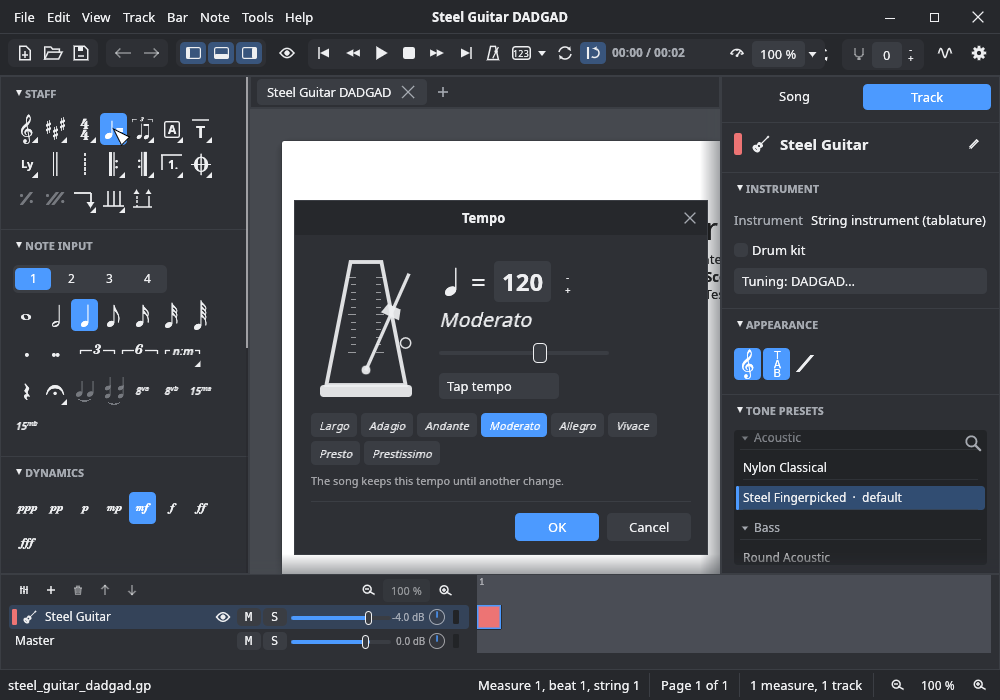 File Edit View Track Bar Note Tools Help
Steel Guitar DADGAD
00:00 / 00:02
100 %
0
STAFF
Steel Guitar DADGAD
Song
Track
A
T
Ly
1.
Steel Guitar
NOTE INPUT
1 2 3 4
3 6 n:m
8va 8vb 15ma
15mb
DYNAMICS
ppp pp p mp mf f ff
fff
Tempo
= 120
Moderato
Tap tempo
Largo Adagio Andante Moderato Allegro Vivace
Presto Prestissimo
The song keeps this tempo until another change.
OK Cancel
INSTRUMENT
Instrument String instrument (tablature)
Drum kit
Tuning: DADGAD...
APPEARANCE
TAB
TONE PRESETS
Acoustic
Nylon Classical
Steel Fingerpicked · default
Bass
Round Acoustic
100 %
1
Steel Guitar M S -4.0 dB
Master M S 0.0 dB
steel_guitar_dadgad.gp
Measure 1, beat 1, string 1
Page 1 of 1
1 measure, 1 track
100 %